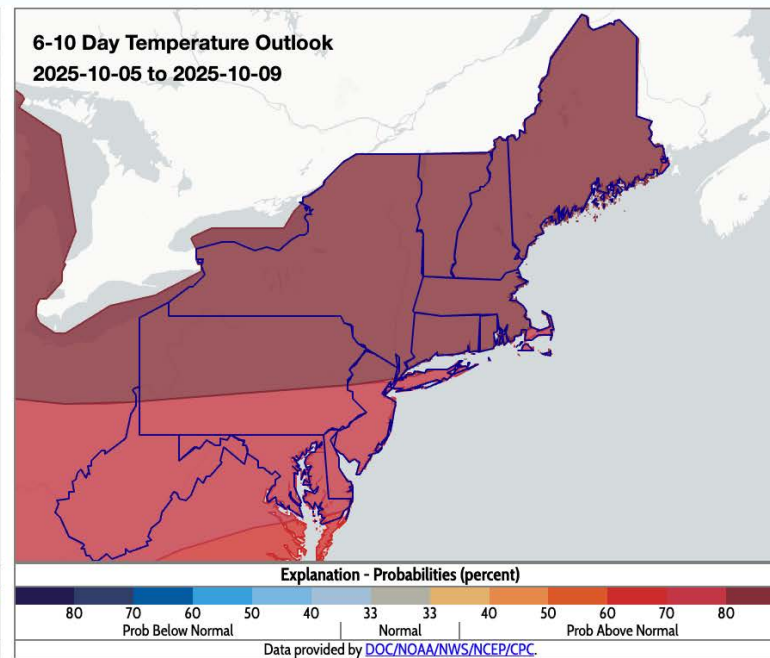 6-10 Day Temperature Outlook
2025-10-05 to 2025-10-09
Explanation - Probabilities (percent)
80 70 60 50 40 33 33 40 50 60 70 80
Prob Below Normal Normal Prob Above Normal
Data provided by DOC/NOAA/NWS/NCEP/CPC.